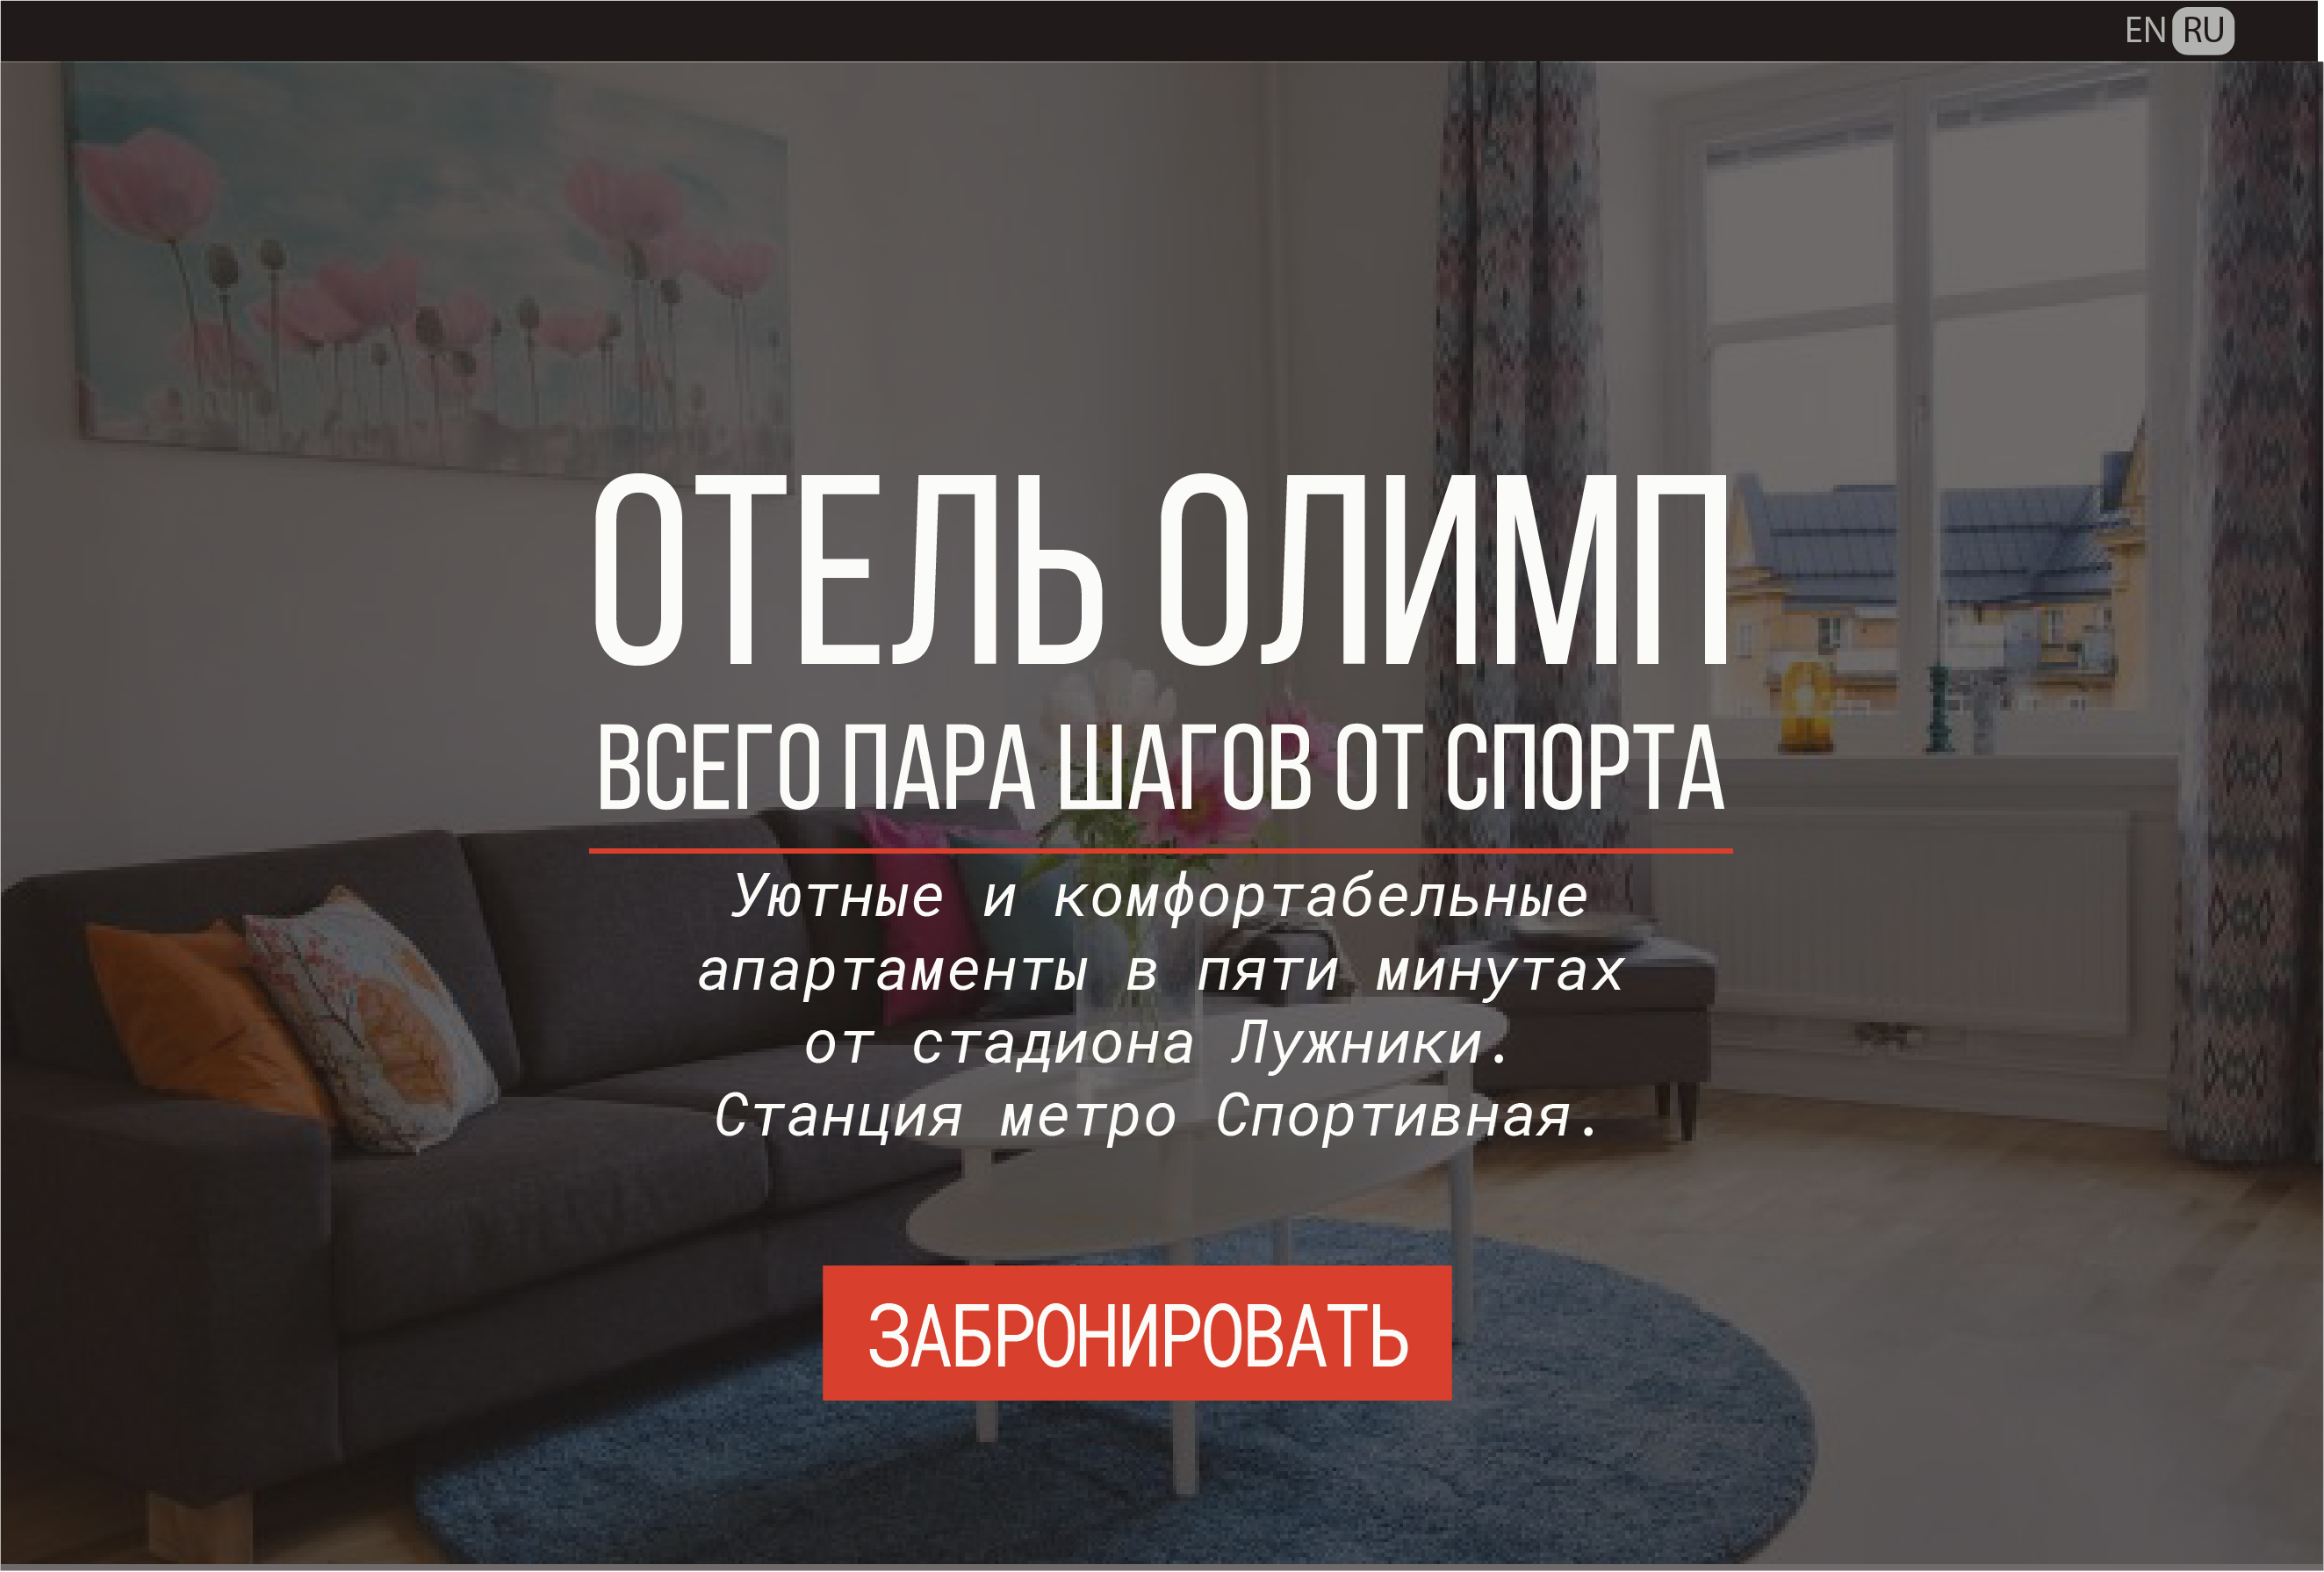 EN RU
ОТЕЛЬ ОЛИМП
ВСЕГО ПАРА ШАГОВ ОТ СПОРТА
Уютные и комфортабельные
апартаменты в пяти минутах
от стадиона Лужники.
Станция метро Спортивная.
ЗАБРОНИРОВАТЬ